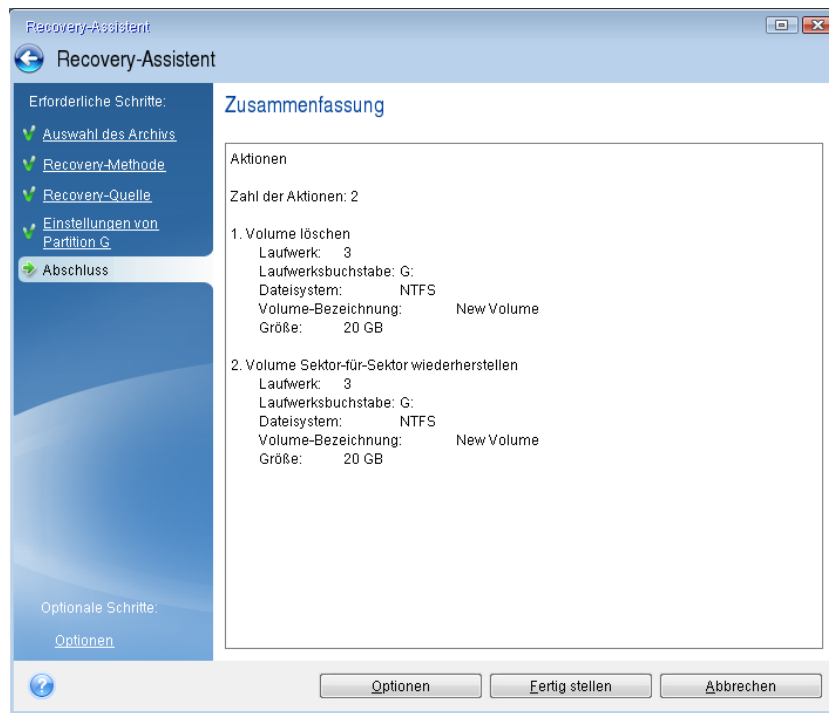 Recovery-Assistent
Recovery-Assistent
Erforderliche Schritte:
Auswahl des Archivs
Recovery-Methode
Recovery-Quelle
Einstellungen von
Partition G
Abschluss
Optionale Schritte:
Optionen
Zusammenfassung
Aktionen
Zahl der Aktionen: 2
1. Volume löschen
Laufwerk: 3
Laufwerksbuchstabe: G:
Dateisystem: NTFS
Volume-Bezeichnung: New Volume
Größe: 20 GB
2. Volume Sektor-für-Sektor wiederherstellen
Laufwerk: 3
Laufwerksbuchstabe: G:
Dateisystem: NTFS
Volume-Bezeichnung: New Volume
Größe: 20 GB
Optionen
Fertig stellen
Abbrechen